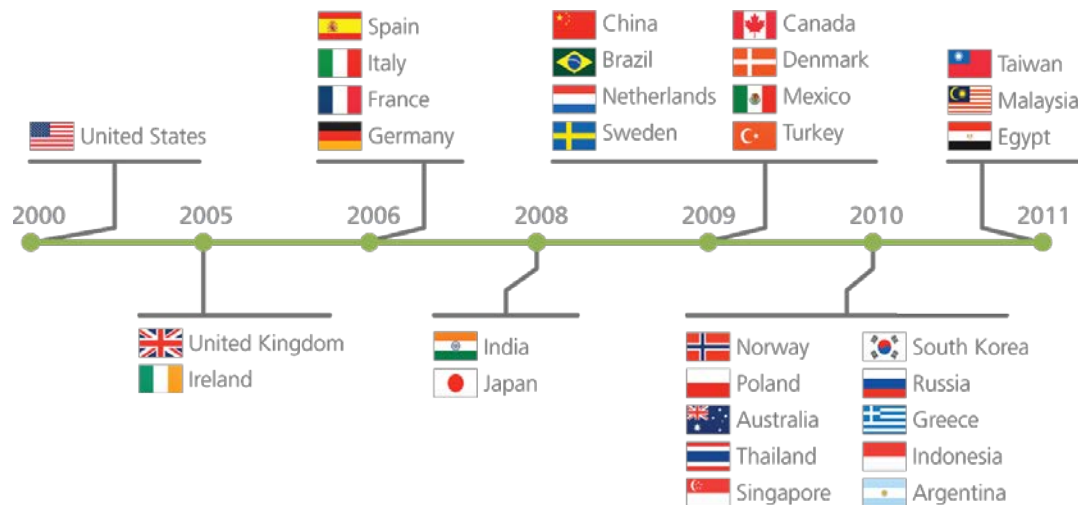 Spain
Italy
France
Germany
China
Brazil
Netherlands
Sweden
Canada
Denmark
Mexico
Turkey
Taiwan
Malaysia
Egypt
United States
2000
2005
2006
2008
2009
2010
2011
United Kingdom
Ireland
India
Japan
Norway
Poland
Australia
Thailand
Singapore
South Korea
Russia
Greece
Indonesia
Argentina